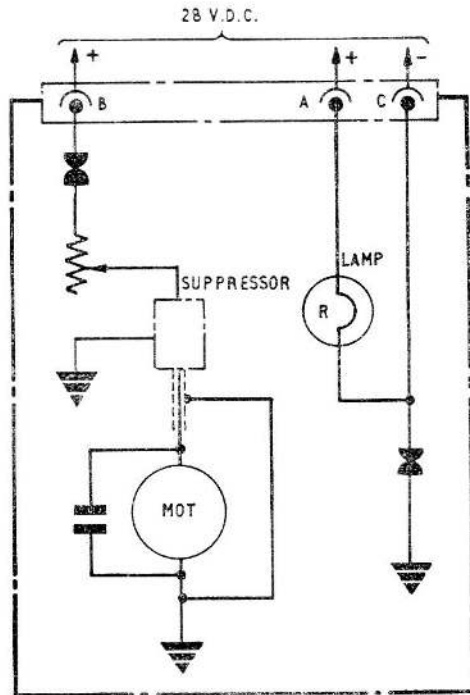 28 V.D.C.
+ + -
B A C
LAMP
SUPPRESSOR
R
MOT